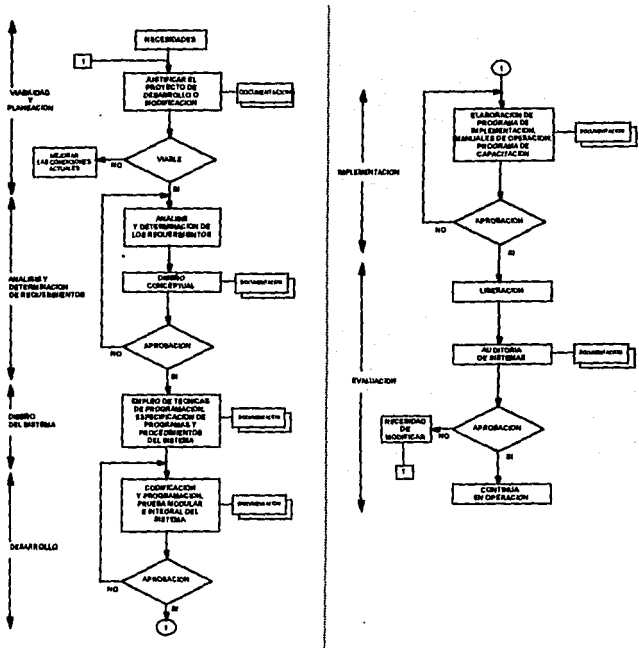 NECESIDADES
1
JUSTIFICAR EL
PROYECTO DE
DESARROLLO O
MODIFICACION
DOCUMENTACION
VIABILIDAD
Y
PLANEACION
VIABLE
NO
MEJORAR
LAS CONDICIONES
ACTUALES
SI
ANALISIS
Y DETERMINACION DE
LOS REQUERIMIENTOS
DISEÑO
CONCEPTUAL
DOCUMENTACION
ANALISIS Y
DETERMINACION
DE REQUERIMIENTOS
APROBACION
NO
SI
EMPLEO DE TECNICAS
DE PROGRAMACION,
ESPECIFICACION DE
PROGRAMAS Y
PROCEDIMIENTOS
DEL SISTEMA
DOCUMENTACION
DISEÑO
DEL SISTEMA
CODIFICACION
Y PROGRAMACION,
PRUEBA MODULAR
E INTEGRAL DEL
SISTEMA
DOCUMENTACION
DESARROLLO
APROBACION
NO
SI
1
1
ELABORACION DE
PROGRAMA DE
IMPLEMENTACION,
MANUALES DE OPERACION,
PROGRAMA DE
CAPACITACION
DOCUMENTACION
IMPLEMENTACION
APROBACION
NO
SI
LIBERACION
AUDITORIA
DE SISTEMAS
DOCUMENTACION
EVALUACION
APROBACION
NO
NECESIDAD
DE
MODIFICAR
1
SI
CONTINUA
EN OPERACION